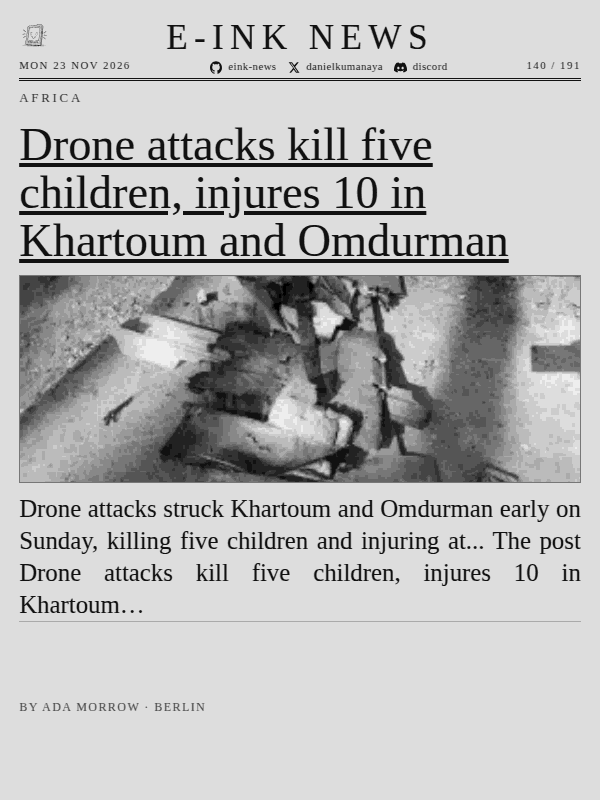 E-INK NEWS
MON 23 NOV 2026
eink-news danielkumanaya discord
140 / 191
AFRICA
Drone attacks kill five
children, injures 10 in
Khartoum and Omdurman
Drone attacks struck Khartoum and Omdurman early on
Sunday, killing five children and injuring at... The post
Drone attacks kill five children, injures 10 in
Khartoum…
BY ADA MORROW · BERLIN